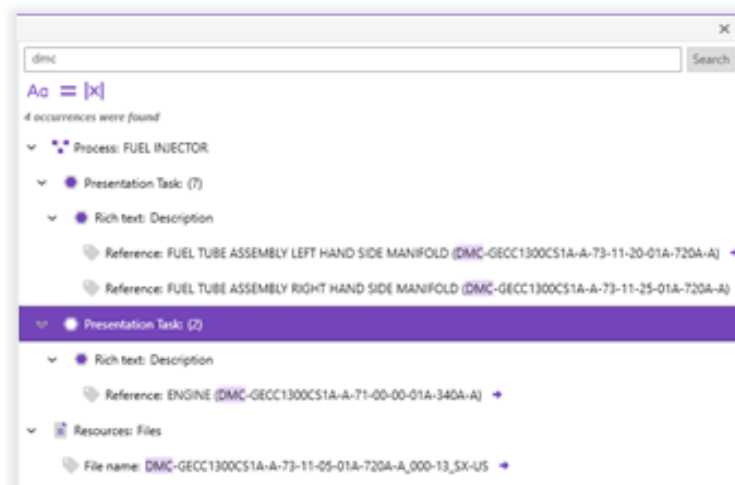 dmc
Search
Aa
4 occurrences were found
Process: FUEL INJECTOR
Presentation Task: (7)
Rich text: Description
Reference: FUEL TUBE ASSEMBLY LEFT HAND SIDE MANIFOLD (DMC-GECC1300CS1A-A-73-11-20-01A-720A-A)
Reference: FUEL TUBE ASSEMBLY RIGHT HAND SIDE MANIFOLD (DMC-GECC1300CS1A-A-73-11-25-01A-720A-A)
Presentation Task: (2)
Rich text: Description
Reference: ENGINE (DMC-GECC1300CS1A-A-71-00-00-01A-340A-A)
Resources: Files
File name: DMC-GECC1300CS1A-A-73-11-05-01A-720A-A_000-13_SX-US